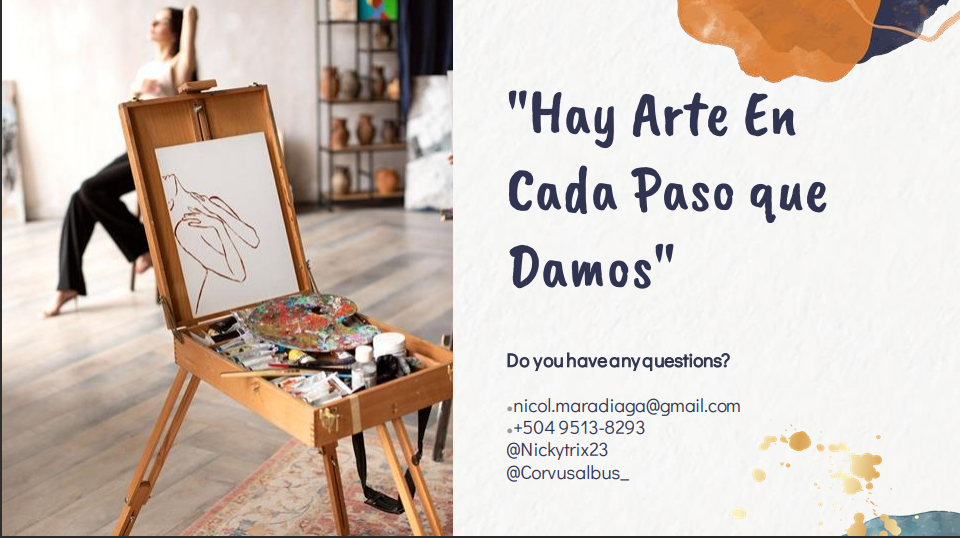 "Hay Arte En
Cada Paso que
Damos"
Do you have any questions?
•nicol.maradiaga@gmail.com
•+504 9513-8293
@Nickytrix23
@Corvusalbus_